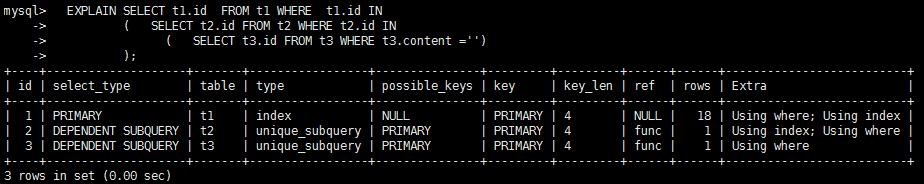 mysql>   EXPLAIN SELECT t1.id  FROM t1 WHERE  t1.id IN
    ->           (   SELECT t2.id FROM t2 WHERE t2.id IN
    ->                 (   SELECT t3.id FROM t3 WHERE t3.content ='')
    ->           );
+----+--------------------+-------+-----------------+---------------+---------+---------+------+------+--------------------------+
| id | select_type        | table | type            | possible_keys | key     | key_len | ref  | rows | Extra                    |
+----+--------------------+-------+-----------------+---------------+---------+---------+------+------+--------------------------+
|  1 | PRIMARY            | t1    | index           | NULL          | PRIMARY | 4       | NULL |   18 | Using where; Using index |
|  2 | DEPENDENT SUBQUERY | t2    | unique_subquery | PRIMARY       | PRIMARY | 4       | func |    1 | Using index; Using where |
|  3 | DEPENDENT SUBQUERY | t3    | unique_subquery | PRIMARY       | PRIMARY | 4       | func |    1 | Using where              |
+----+--------------------+-------+-----------------+---------------+---------+---------+------+------+--------------------------+
3 rows in set (0.00 sec)